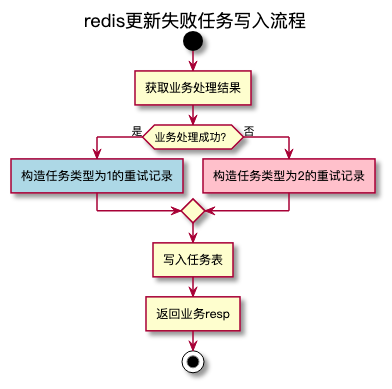 redis更新失败任务写入流程
获取业务处理结果
是
业务处理成功?
否
构造任务类型为1的重试记录
构造任务类型为2的重试记录
写入任务表
返回业务resp